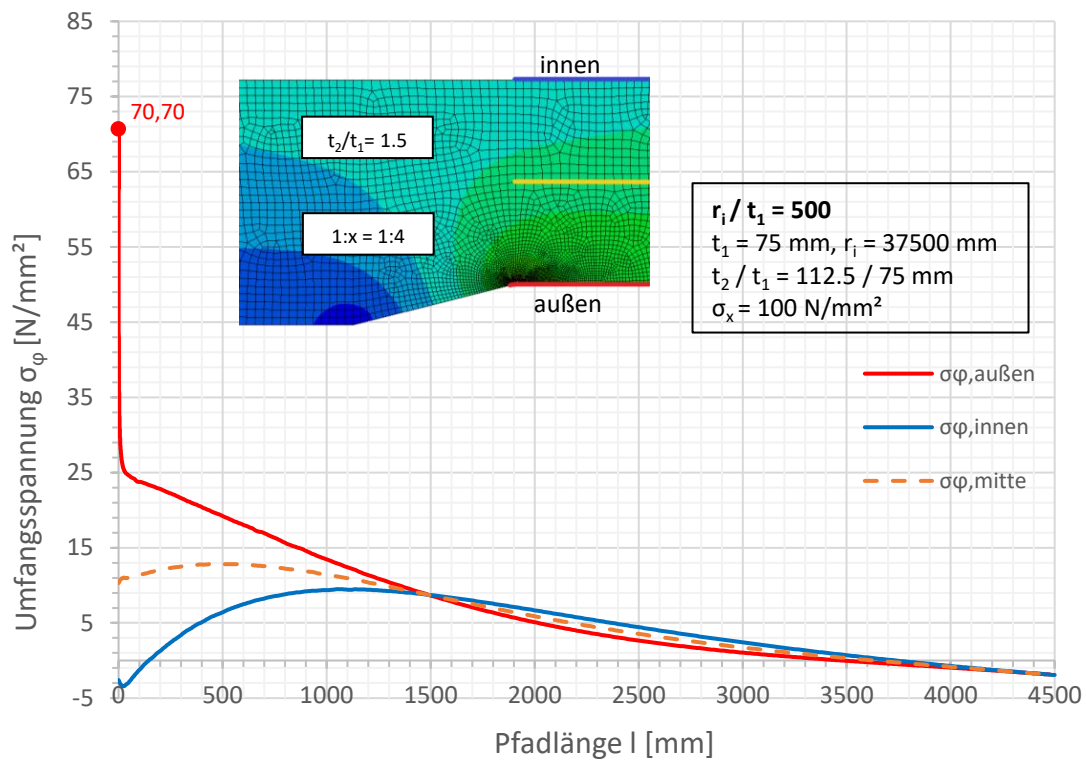 Umfangsspannung σφ [N/mm²]
85
75
65
55
45
35
25
15
5
-5
70,70
innen
t₂/t₁= 1.5
1:x = 1:4
außen
rᵢ / t₁ = 500
t₁ = 75 mm, rᵢ = 37500 mm
t₂ / t₁ = 112.5 / 75 mm
σₓ = 100 N/mm²
σφ,außen
σφ,innen
σφ,mitte
0 500 1000 1500 2000 2500 3000 3500 4000 4500
Pfadlänge l [mm]